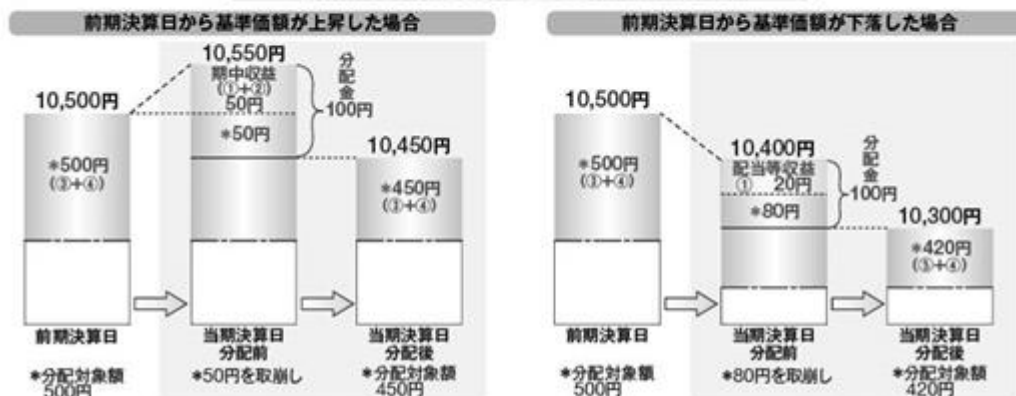 前期決算日から基準価額が上昇した場合
10,550円
期中収益
(①+②)
50円
*50円
分配金
100円
10,500円
*500円
(③+④)
10,450円
*450円
(③+④)
前期決算日
当期決算日
分配前
当期決算日
分配後
*分配対象額
500円
*50円を取崩し
*分配対象額
450円
前期決算日から基準価額が下落した場合
10,500円
*500円
(③+④)
10,400円
配当等収益
① 20円
*80円
分配金
100円
10,300円
*420円
(③+④)
前期決算日
当期決算日
分配前
当期決算日
分配後
*分配対象額
500円
*80円を取崩し
*分配対象額
420円